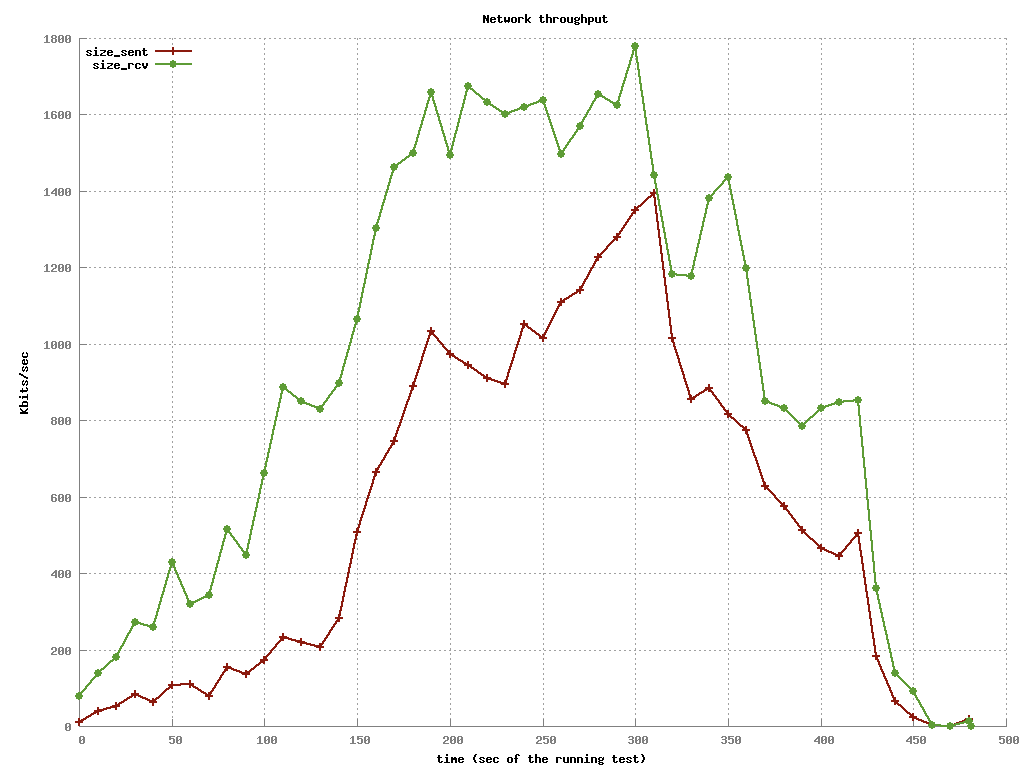 Network throughput
size_sent
size_rcv
1800
1600
1400
1200
1000
800
600
400
200
0
Kbits/sec
0 50 100 150 200 250 300 350 400 450 500
time (sec of the running test)